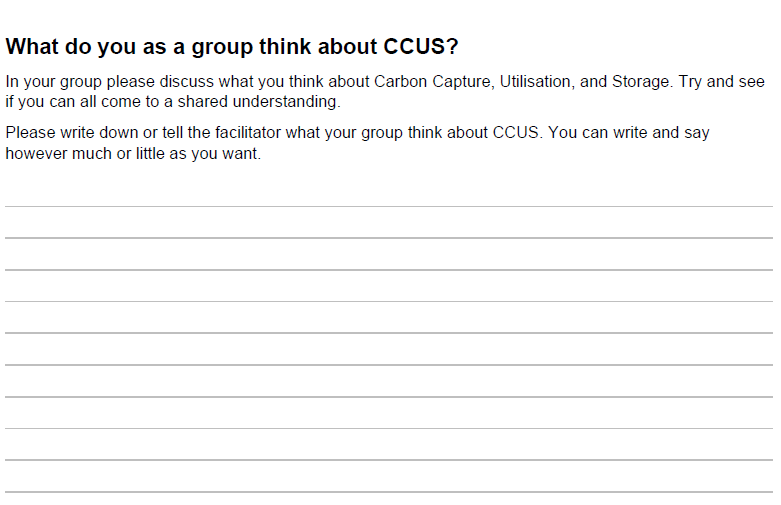 What do you as a group think about CCUS?
In your group please discuss what you think about Carbon Capture, Utilisation, and Storage. Try and see
if you can all come to a shared understanding.
Please write down or tell the facilitator what your group think about CCUS. You can write and say
however much or little as you want.